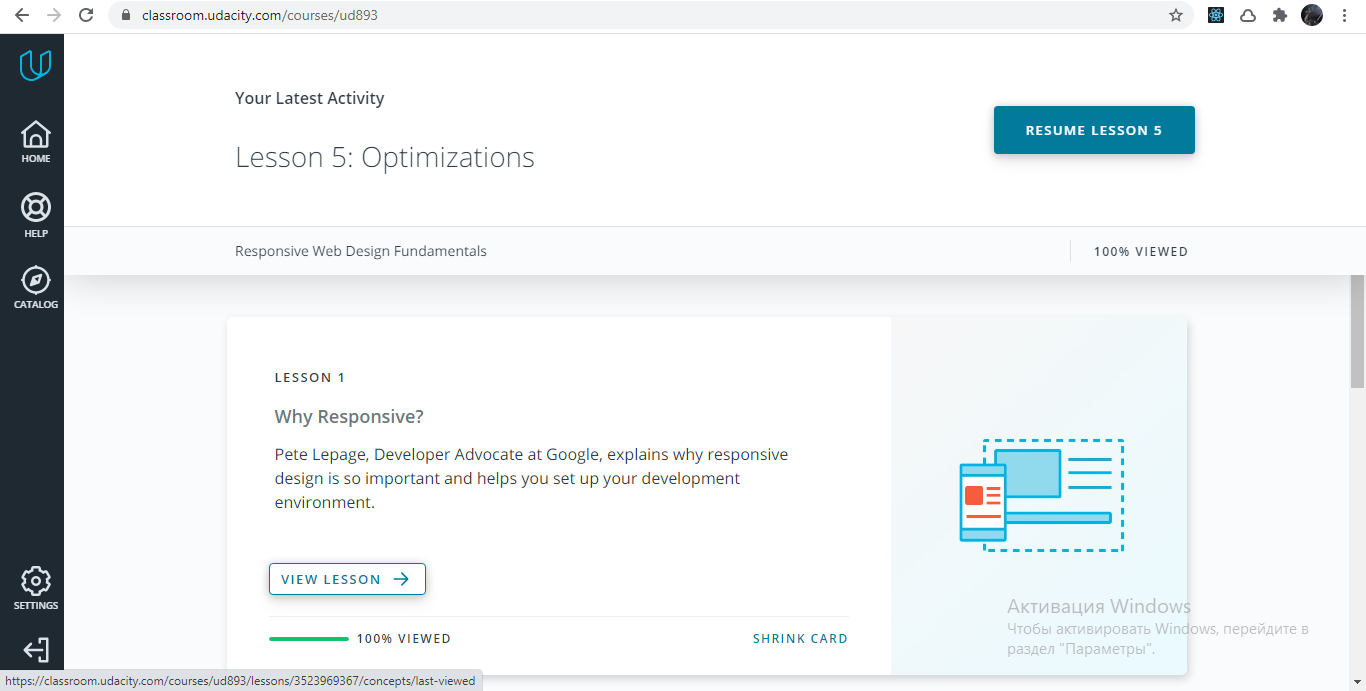 classroom.udacity.com/courses/ud893
HOME
HELP
CATALOG
SETTINGS
Your Latest Activity
Lesson 5: Optimizations
RESUME LESSON 5
Responsive Web Design Fundamentals
100% VIEWED
LESSON 1
Why Responsive?
Pete Lepage, Developer Advocate at Google, explains why responsive
design is so important and helps you set up your development
environment.
VIEW LESSON
100% VIEWED
SHRINK CARD
Активация Windows
Чтобы активировать Windows, перейдите в
раздел "Параметры".
https://classroom.udacity.com/courses/ud893/lessons/3523969367/concepts/last-viewed